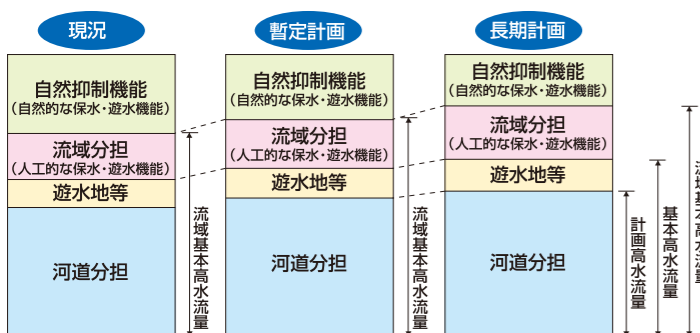 現況
自然抑制機能
（自然的な保水・遊水機能）
流域分担
（人工的な保水・遊水機能）
遊水地等
河道分担
流域基本高水流量
暫定計画
自然抑制機能
（自然的な保水・遊水機能）
流域分担
（人工的な保水・遊水機能）
遊水地等
河道分担
流域基本高水流量
長期計画
自然抑制機能
（自然的な保水・遊水機能）
流域分担
（人工的な保水・遊水機能）
遊水地等
河道分担
計画高水流量
基本高水流量
流域基本高水流量